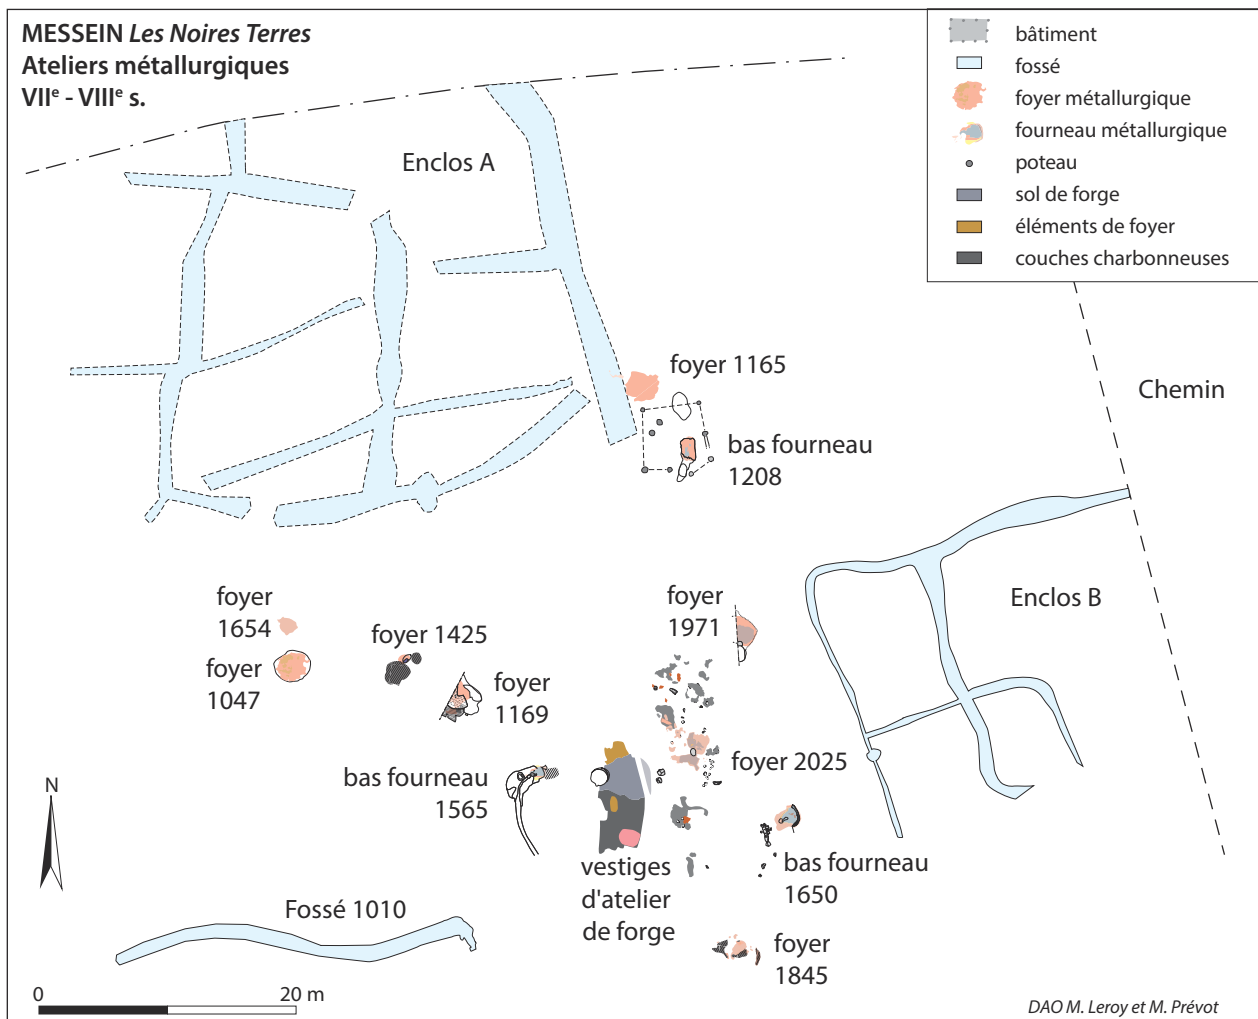 MESSEIN Les Noires Terres
Ateliers métallurgiques
VIIe - VIIIe s.
bâtiment
fossé
foyer métallurgique
fourneau métallurgique
poteau
sol de forge
éléments de foyer
couches charbonneuses
Enclos A
foyer 1165
Chemin
bas fourneau
1208
Enclos B
foyer
1654
foyer
1047
foyer 1425
foyer
1169
foyer
1971
foyer 2025
bas fourneau
1565
vestiges
d'atelier
de forge
bas fourneau
1650
foyer
1845
Fossé 1010
N
0 20 m
DAO M. Leroy et M. Prévot